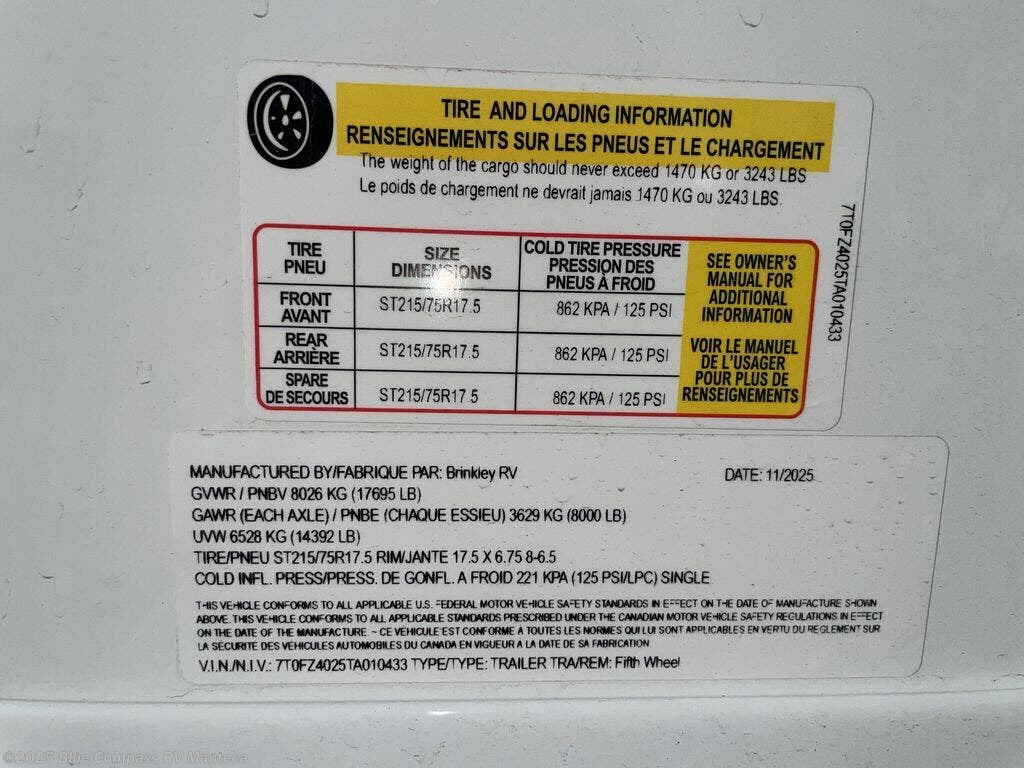 TIRE AND LOADING INFORMATION
RENSEIGNEMENTS SUR LES PNEUS ET LE CHARGEMENT
The weight of the cargo should never exceed 1470 KG or 3243 LBS
Le poids de chargement ne devrait jamais 1470 KG ou 3243 LBS.
TIRE
PNEU
SIZE
DIMENSIONS
COLD TIRE PRESSURE
PRESSION DES
PNEUS À FROID
FRONT
AVANT
ST215/75R17.5
862 KPA / 125 PSI
REAR
ARRIÈRE
ST215/75R17.5
862 KPA / 125 PSI
SPARE
DE SECOURS
ST215/75R17.5
862 KPA / 125 PSI
SEE OWNER'S
MANUAL FOR
ADDITIONAL
INFORMATION
VOIR LE MANUEL
DE L'USAGER
POUR PLUS DE
RENSEIGNEMENTS
7T0FZ4025TA010433
MANUFACTURED BY/FABRIQUE PAR: Brinkley RV DATE: 11/2025
GVWR / PNBV 8026 KG (17695 LB)
GAWR (EACH AXLE) / PNBE (CHAQUE ESSIEU) 3629 KG (8000 LB)
UVW 6528 KG (14392 LB)
TIRE/PNEU ST215/75R17.5 RIM/JANTE 17.5 X 6.75 8-6.5
COLD INFL. PRESS/PRESS. DE GONFL. A FROID 221 KPA (125 PSI/LPC) SINGLE
THIS VEHICLE CONFORMS TO ALL APPLICABLE U.S. FEDERAL MOTOR VEHICLE SAFETY STANDARDS IN EFFECT ON THE DATE OF MANUFACTURE SHOWN
ABOVE. THIS VEHICLE CONFORMS TO ALL APPLICABLE STANDARDS PRESCRIBED UNDER THE CANADIAN MOTOR VEHICLE SAFETY REGULATIONS IN EFFECT
ON THE DATE OF THE MANUFACTURE. ~ CE VÉHICULE EST CONFORME A TOUTES LES NORMES QUI LUI SONT APPLICABLES EN VERTU DU REGLEMENT SUR
LA SÉCURITE DES VEHICULES AUTOMOBILES DU CANADA EN VIGUEUR A LA DATE DE SA FABRICATION
V.I.N./N.I.V.: 7T0FZ4025TA010433 TYPE/TYPE: TRAILER TRA/REM: Fifth Wheel
©2025 Blue Compass RV Manteca